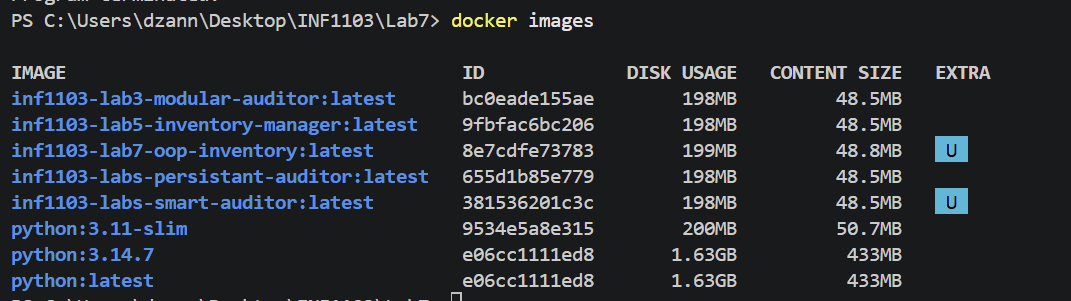 PS C:\Users\dzann\Desktop\INF1103\Lab7> docker images
IMAGE ID DISK USAGE CONTENT SIZE EXTRA
inf1103-lab3-modular-auditor:latest bc0eade155ae 198MB 48.5MB
inf1103-lab5-inventory-manager:latest 9fbfac6bc206 198MB 48.5MB
inf1103-lab7-oop-inventory:latest 8e7cdfe73783 199MB 48.8MB U
inf1103-labs-persistant-auditor:latest 655d1b85e779 198MB 48.5MB
inf1103-labs-smart-auditor:latest 381536201c3c 198MB 48.5MB U
python:3.11-slim 9534e5a8e315 200MB 50.7MB
python:3.14.7 e06cc1111ed8 1.63GB 433MB
python:latest e06cc1111ed8 1.63GB 433MB